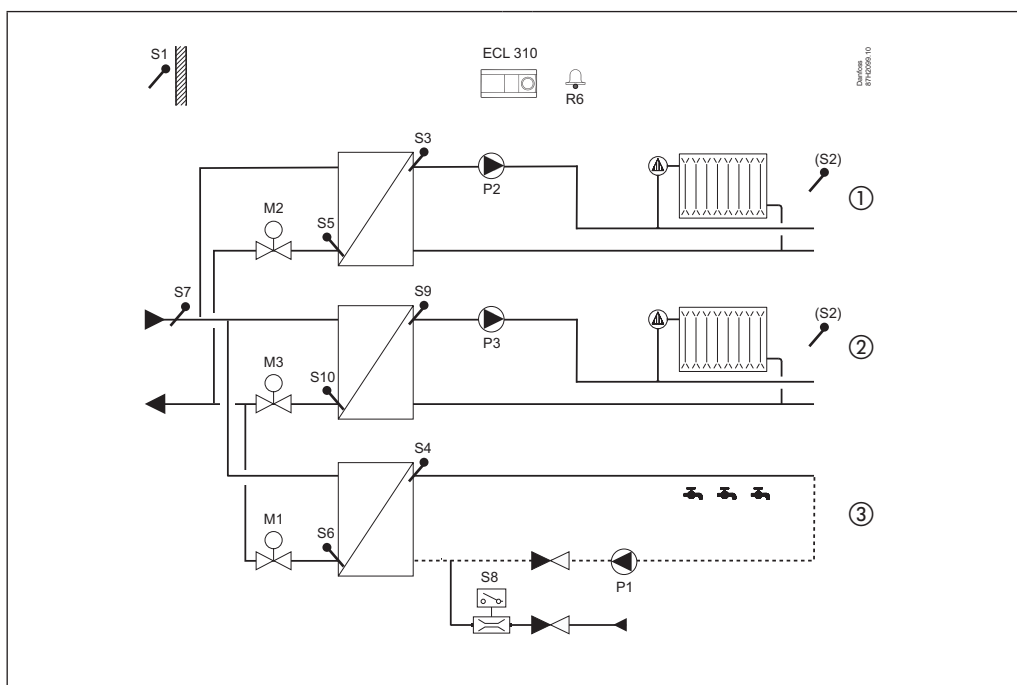 S1
ECL 310
R6
Danfoss
87H2099.10
S3
P2
(S2)
①
M2
S5
S7
S9
P3
(S2)
②
M3
S10
S4
③
M1
S6
S8
P1